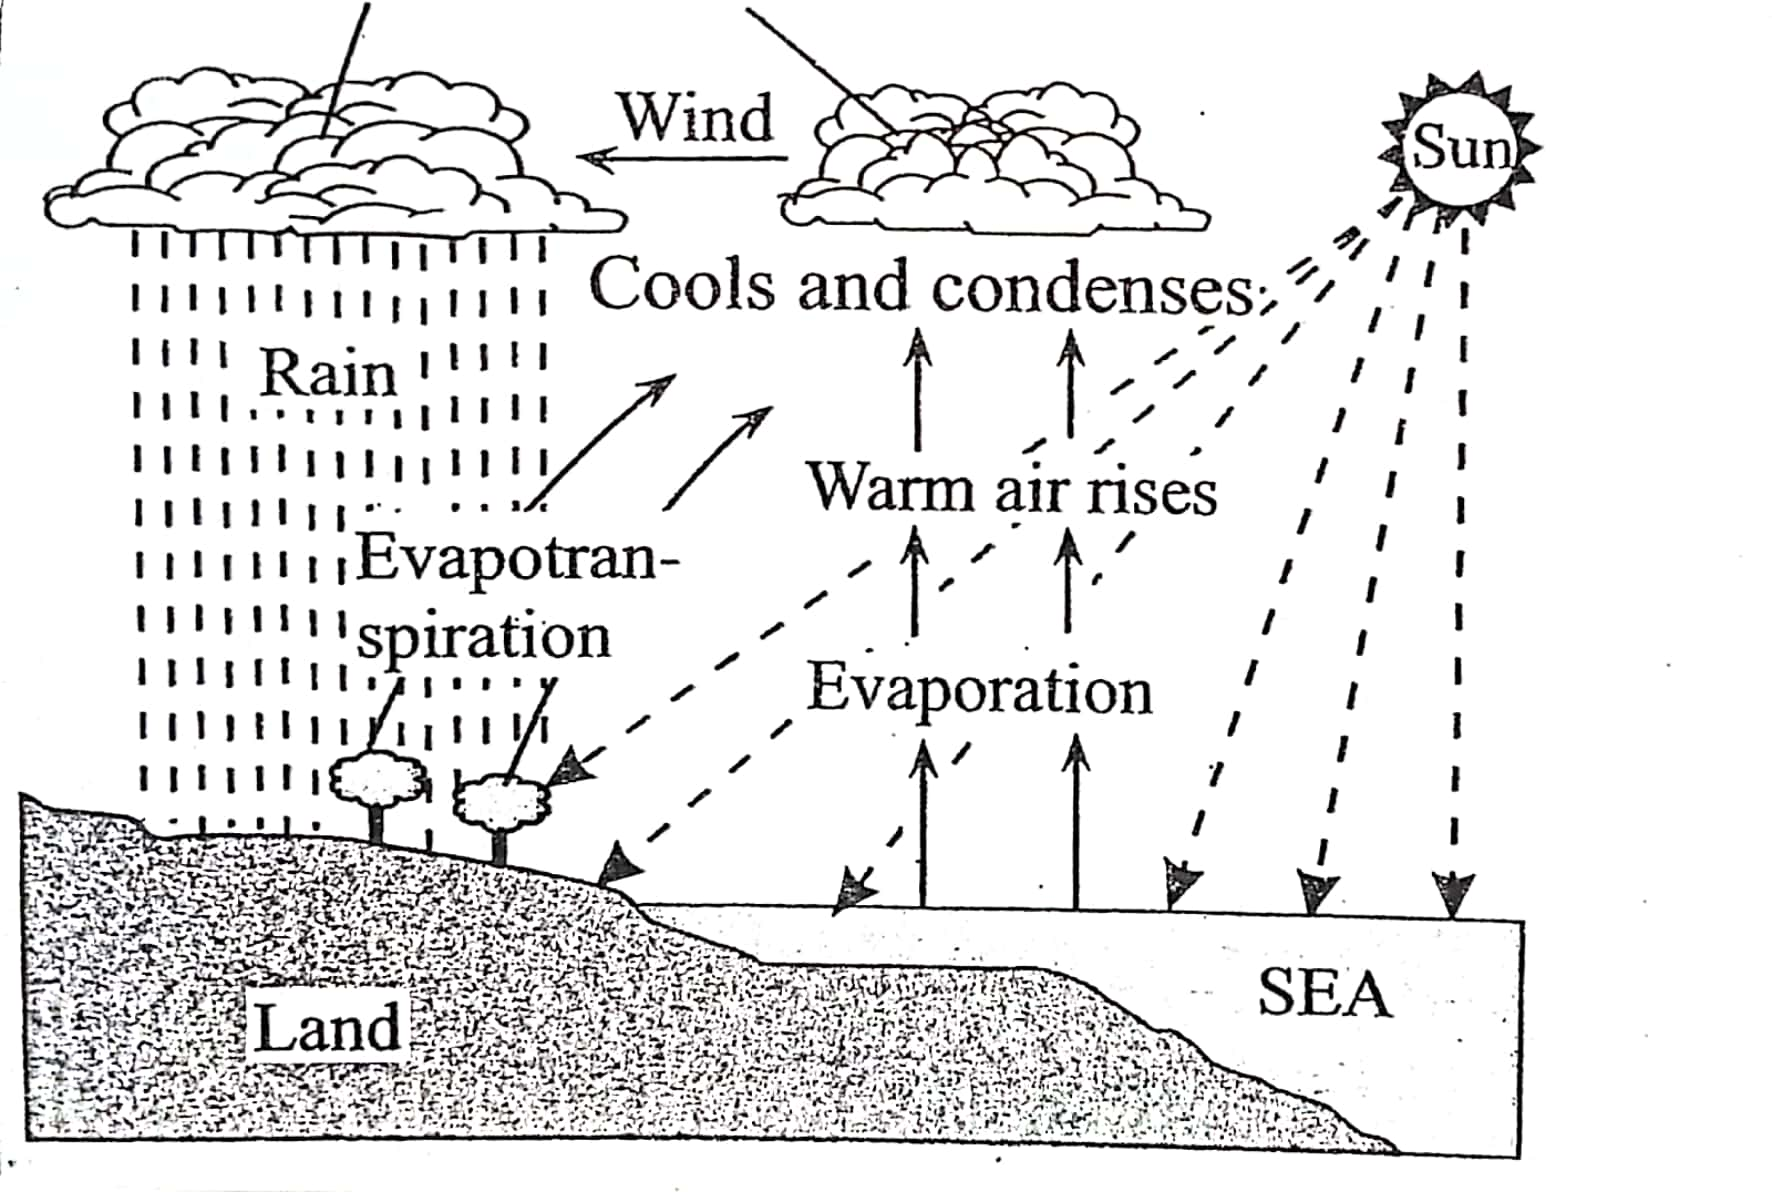 Wind
Sun
Cools and condenses
Rain
Warm air rises
Evapotran-
spiration
Evaporation
SEA
Land